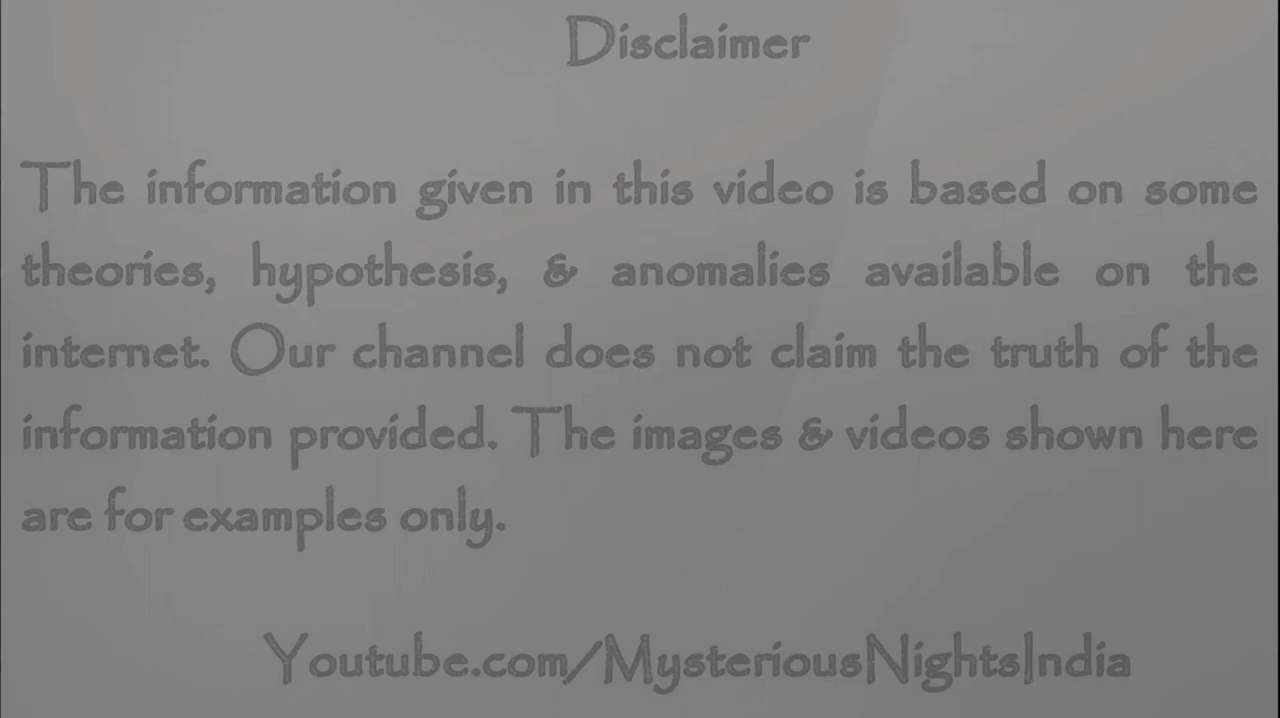 Disclaimer
The information given in this video is based on some
theories, hypothesis, & anomalies available on the
internet. Our channel does not claim the truth of the
information provided. The images & videos shown here
are for examples only.
Youtube.com/MysteriousNightsIndia